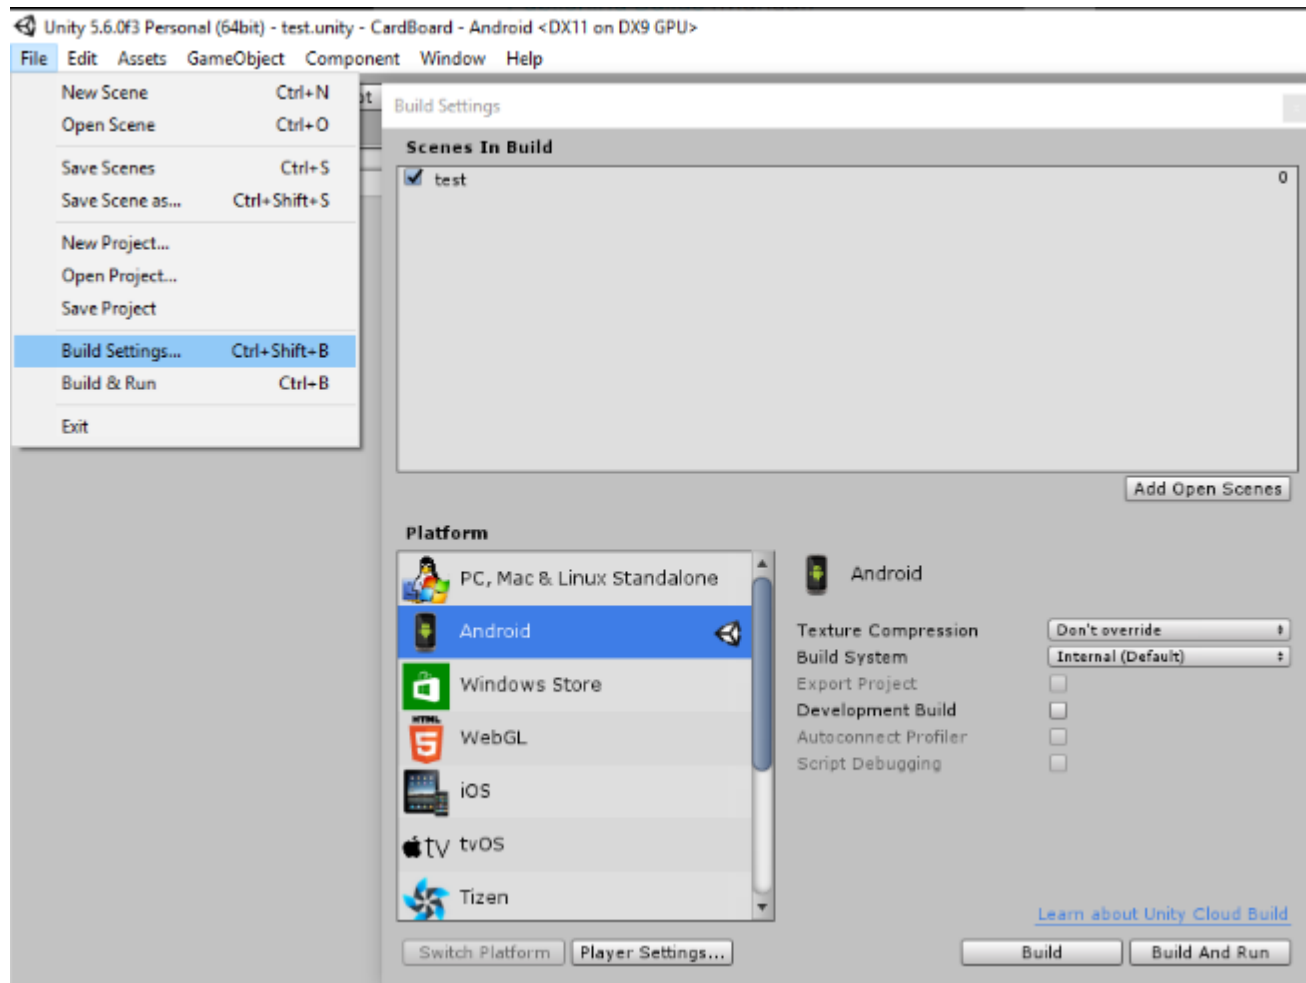 Unity 5.6.0f3 Personal (64bit) - test.unity - CardBoard - Android <DX11 on DX9 GPU>
File Edit Assets GameObject Component Window Help
New Scene Ctrl+N
Open Scene Ctrl+O
Save Scenes Ctrl+S
Save Scene as... Ctrl+Shift+S
New Project...
Open Project...
Save Project
Build Settings... Ctrl+Shift+B
Build & Run Ctrl+B
Exit
Build Settings
Scenes In Build
test 0
Add Open Scenes
Platform
PC, Mac & Linux Standalone
Android
Windows Store
HTML
5
WebGL
iOS
tv tvOS
Tizen
Android
Texture Compression Don't override
Build System Internal (Default)
Export Project
Development Build
Autoconnect Profiler
Script Debugging
Learn about Unity Cloud Build
Switch Platform Player Settings... Build Build And Run